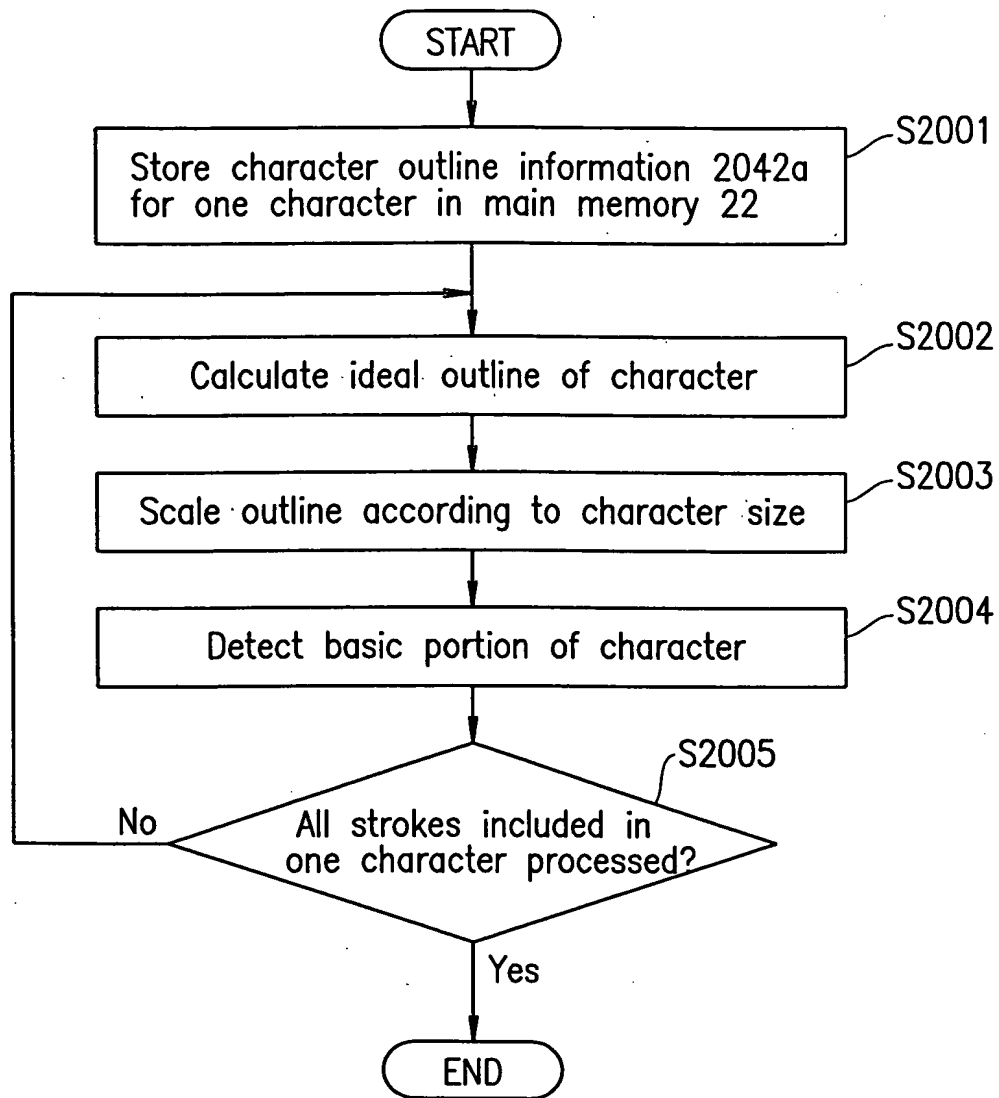 START
S2001
Store character outline information 2042a
for one character in main memory 22
S2002
Calculate ideal outline of character
S2003
Scale outline according to character size
S2004
Detect basic portion of character
S2005
No
All strokes included in
one character processed?
Yes
END